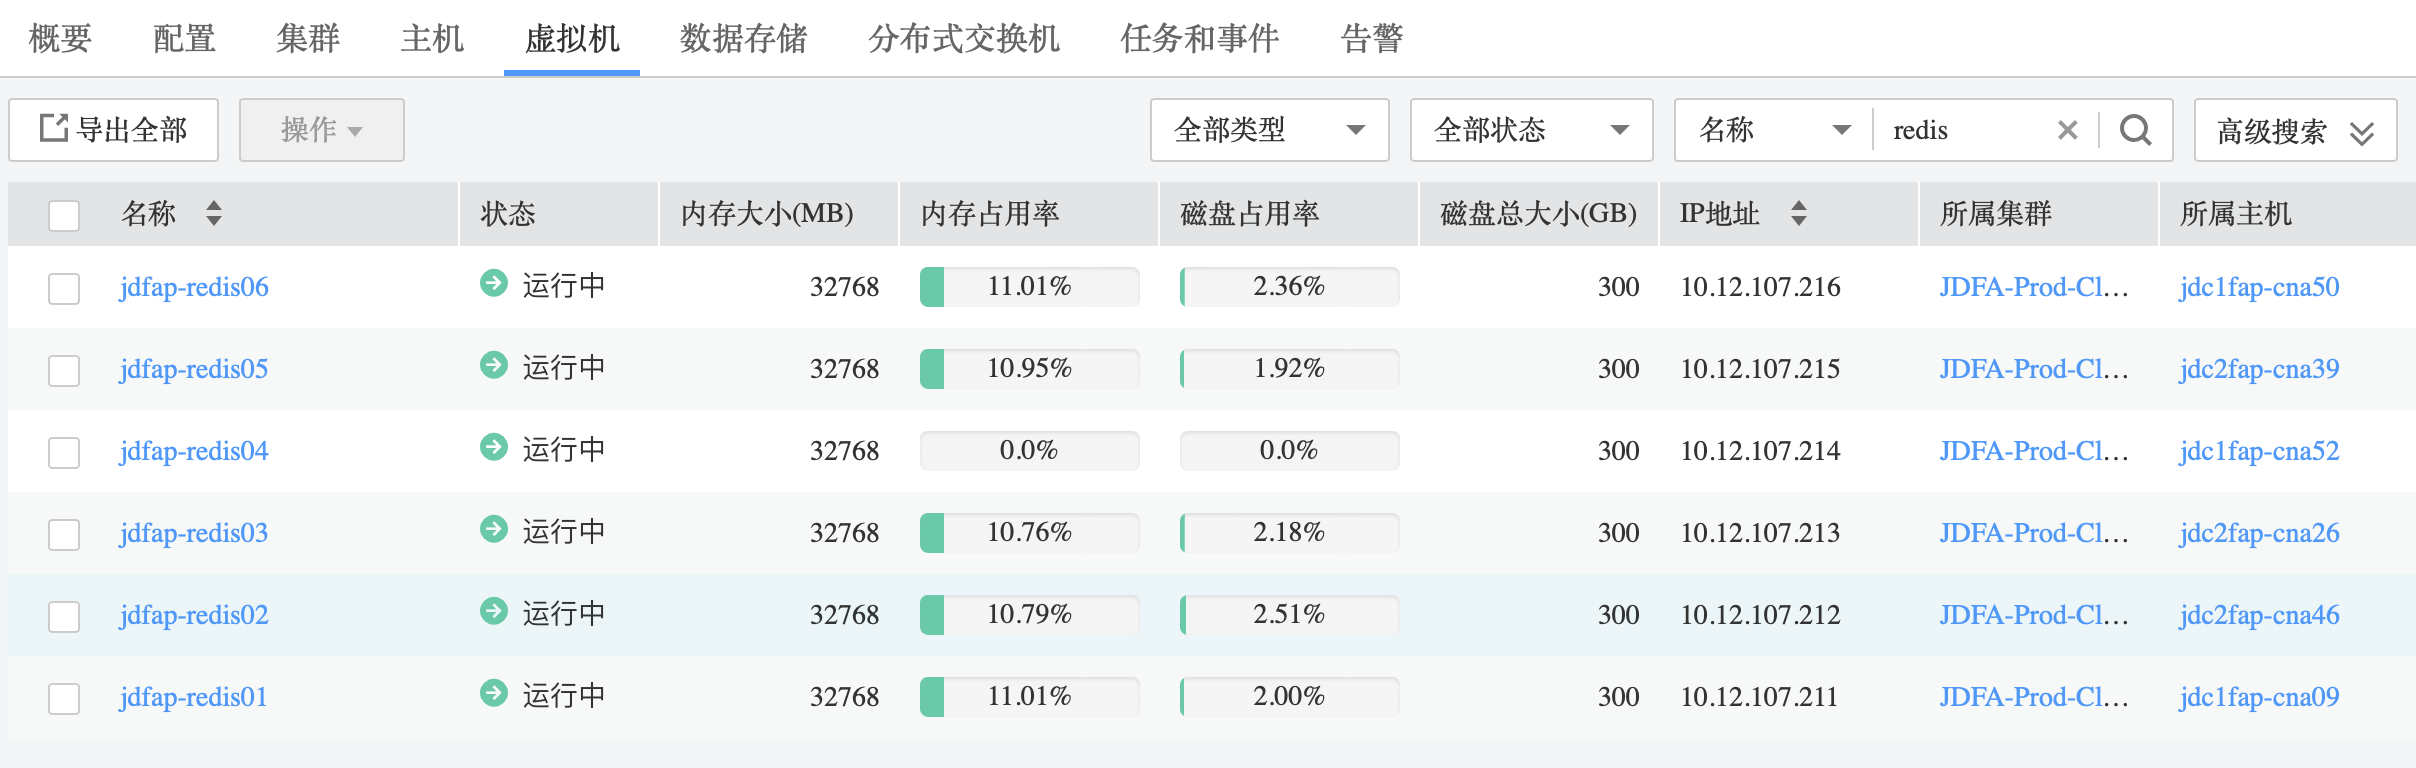 概要 配置 集群 主机 虚拟机 数据存储 分布式交换机 任务和事件 告警
导出全部 操作 全部类型 全部状态 名称 redis 高级搜索
名称 状态 内存大小(MB) 内存占用率 磁盘占用率 磁盘总大小(GB) IP地址 所属集群 所属主机
jdfap-redis06 运行中 32768 11.01% 2.36% 300 10.12.107.216 JDFA-Prod-Cl... jdc1fap-cna50
jdfap-redis05 运行中 32768 10.95% 1.92% 300 10.12.107.215 JDFA-Prod-Cl... jdc2fap-cna39
jdfap-redis04 运行中 32768 0.0% 0.0% 300 10.12.107.214 JDFA-Prod-Cl... jdc1fap-cna52
jdfap-redis03 运行中 32768 10.76% 2.18% 300 10.12.107.213 JDFA-Prod-Cl... jdc2fap-cna26
jdfap-redis02 运行中 32768 10.79% 2.51% 300 10.12.107.212 JDFA-Prod-Cl... jdc2fap-cna46
jdfap-redis01 运行中 32768 11.01% 2.00% 300 10.12.107.211 JDFA-Prod-Cl... jdc1fap-cna09